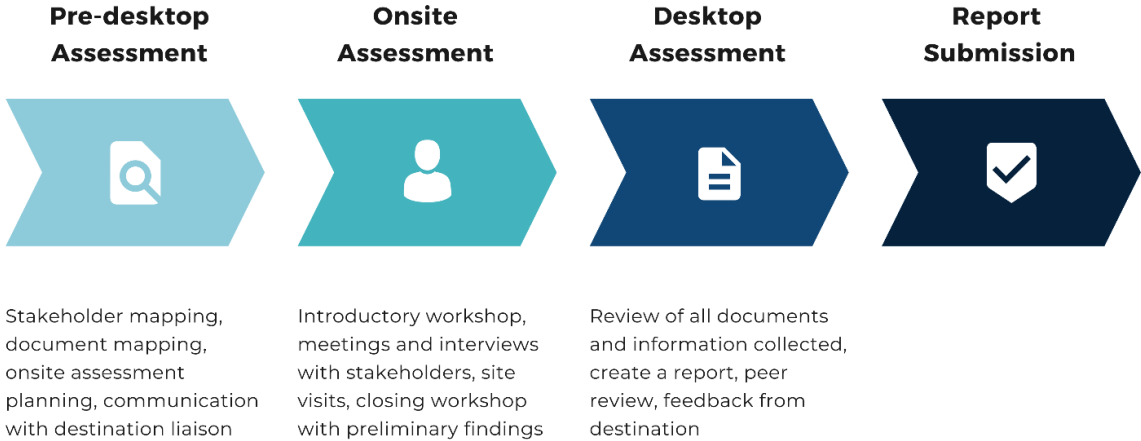 Pre-desktop
Assessment
Onsite
Assessment
Desktop
Assessment
Report
Submission
Stakeholder mapping,
document mapping,
onsite assessment
planning, communication
with destination liaison
Introductory workshop,
meetings and interviews
with stakeholders, site
visits, closing workshop
with preliminary findings
Review of all documents
and information collected,
create a report, peer
review, feedback from
destination